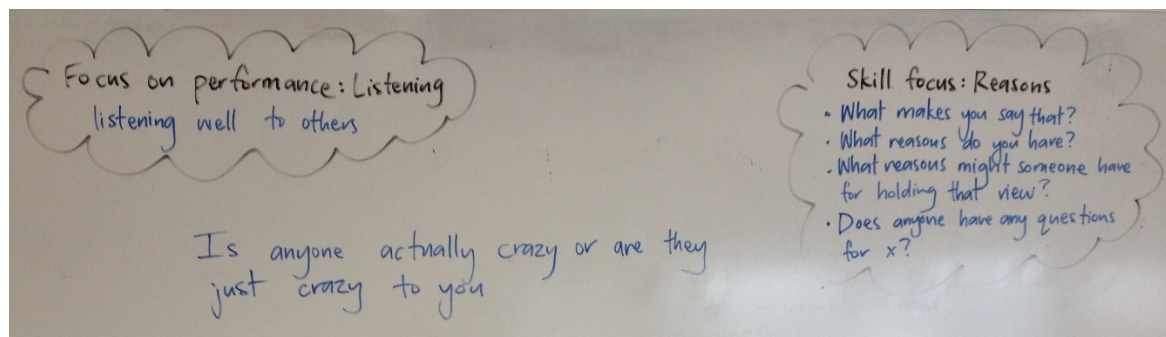 Focus on performance: Listening
listening well to others
Skill focus: Reasons
• What makes you say that?
• What reasons do you have?
• What reasons might someone have
for holding that view?
• Does anyone have any questions
for x?
Is anyone actually crazy or are they
just crazy to you